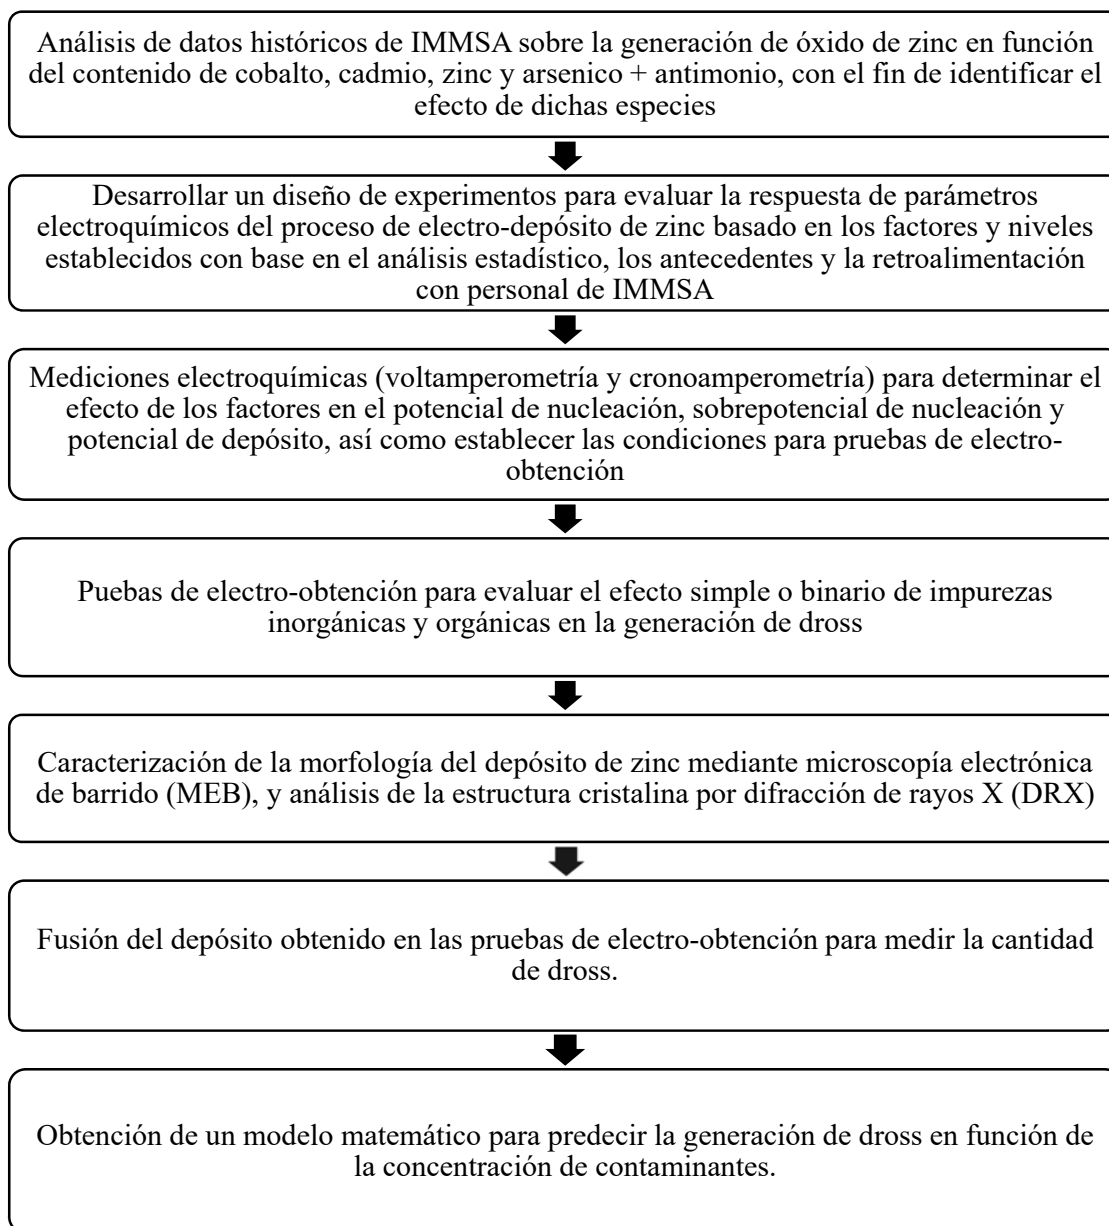 Análisis de datos históricos de IMMSA sobre la generación de óxido de zinc en función
del contenido de cobalto, cadmio, zinc y arsenico + antimonio, con el fin de identificar el
efecto de dichas especies
Desarrollar un diseño de experimentos para evaluar la respuesta de parámetros
electroquímicos del proceso de electro-depósito de zinc basado en los factores y niveles
establecidos con base en el análisis estadístico, los antecedentes y la retroalimentación
con personal de IMMSA
Mediciones electroquímicas (voltamperometría y cronoamperometría) para determinar el
efecto de los factores en el potencial de nucleación, sobrepotencial de nucleación y
potencial de depósito, así como establecer las condiciones para pruebas de electro-
obtención
Puebas de electro-obtención para evaluar el efecto simple o binario de impurezas
inorgánicas y orgánicas en la generación de dross
Caracterización de la morfología del depósito de zinc mediante microscopía electrónica
de barrido (MEB), y análisis de la estructura cristalina por difracción de rayos X (DRX)
Fusión del depósito obtenido en las pruebas de electro-obtención para medir la cantidad
de dross.
Obtención de un modelo matemático para predecir la generación de dross en función de
la concentración de contaminantes.